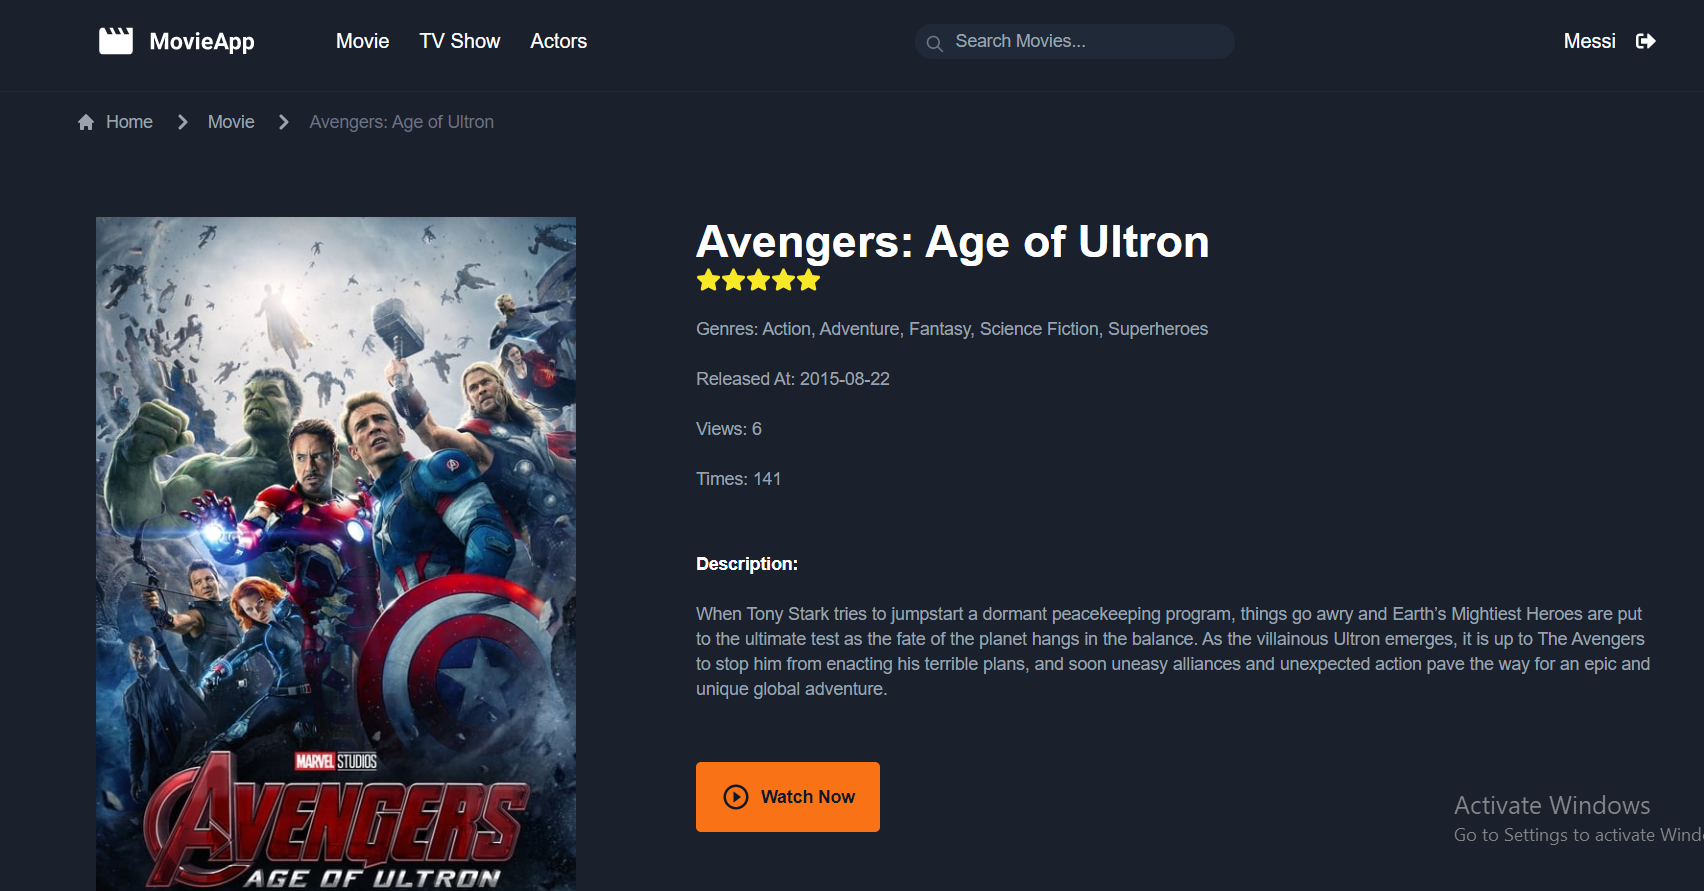 MovieApp
Movie
TV Show
Actors
Search Movies...
Messi
Home
Movie
Avengers: Age of Ultron
Avengers: Age of Ultron
Genres: Action, Adventure, Fantasy, Science Fiction, Superheroes
Released At: 2015-08-22
Views: 6
Times: 141
Description:
When Tony Stark tries to jumpstart a dormant peacekeeping program, things go awry and Earth’s Mightiest Heroes are put
to the ultimate test as the fate of the planet hangs in the balance. As the villainous Ultron emerges, it is up to The Avengers
to stop him from enacting his terrible plans, and soon uneasy alliances and unexpected action pave the way for an epic and
unique global adventure.
Watch Now
MARVEL STUDIOS
AVENGERS
AGE OF ULTRON
Activate Windows
Go to Settings to activate Wind